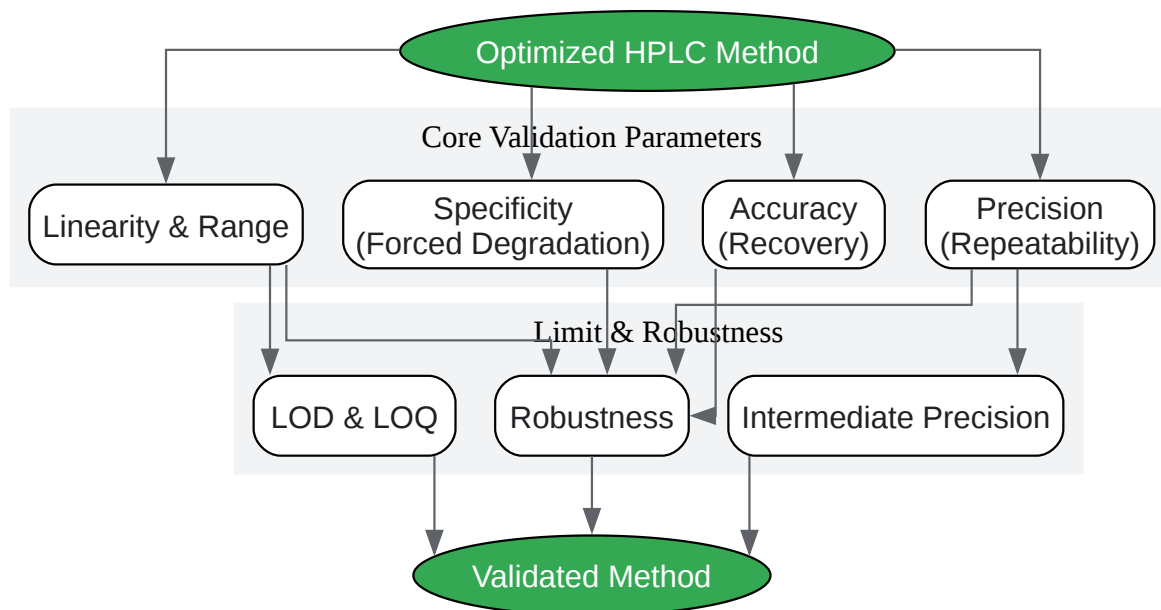 Optimized HPLC Method
Core Validation Parameters
Linearity & Range
Specificity
(Forced Degradation)
Accuracy
(Recovery)
Precision
(Repeatability)
Limit & Robustness
LOD & LOQ
Robustness
Intermediate Precision
Validated Method